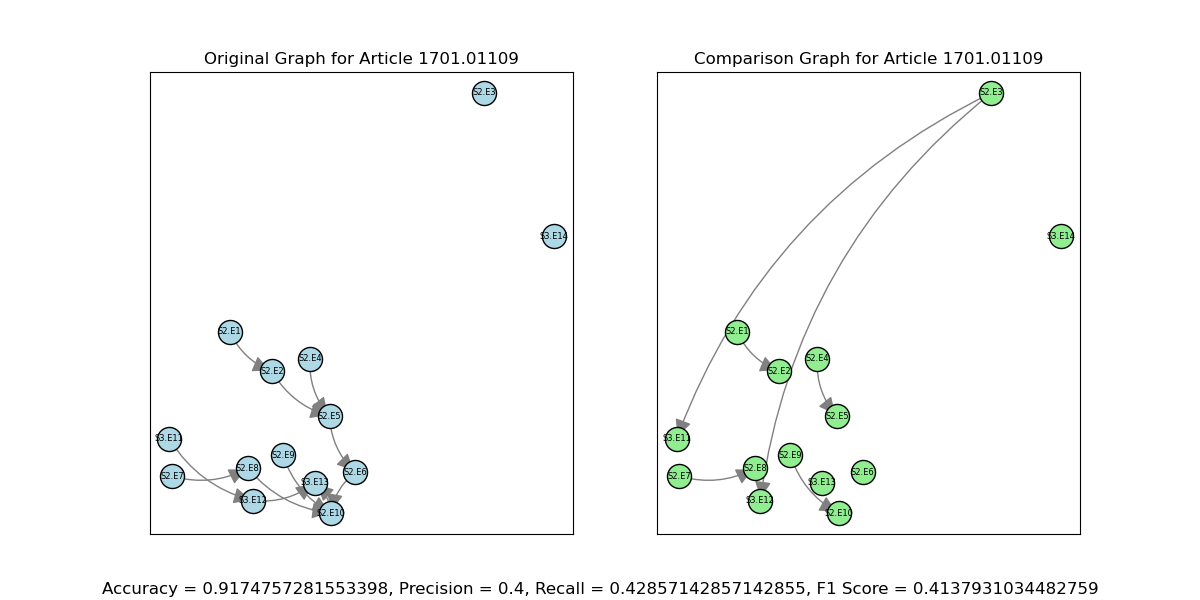 Original Graph for Article 1701.01109
S2.E3
S3.E14
S2.E1
S2.E4
S2.E2
S2.E5
S3.E11
S2.E9
S2.E8
S2.E6
S2.E7
S3.E13
S3.E12
S2.E10
Comparison Graph for Article 1701.01109
S2.E3
S3.E14
S2.E1
S2.E4
S2.E2
S2.E5
S3.E11
S2.E9
S2.E8
S2.E6
S2.E7
S3.E13
S3.E12
S2.E10
Accuracy = 0.9174757281553398, Precision = 0.4, Recall = 0.42857142857142855, F1 Score = 0.4137931034482759